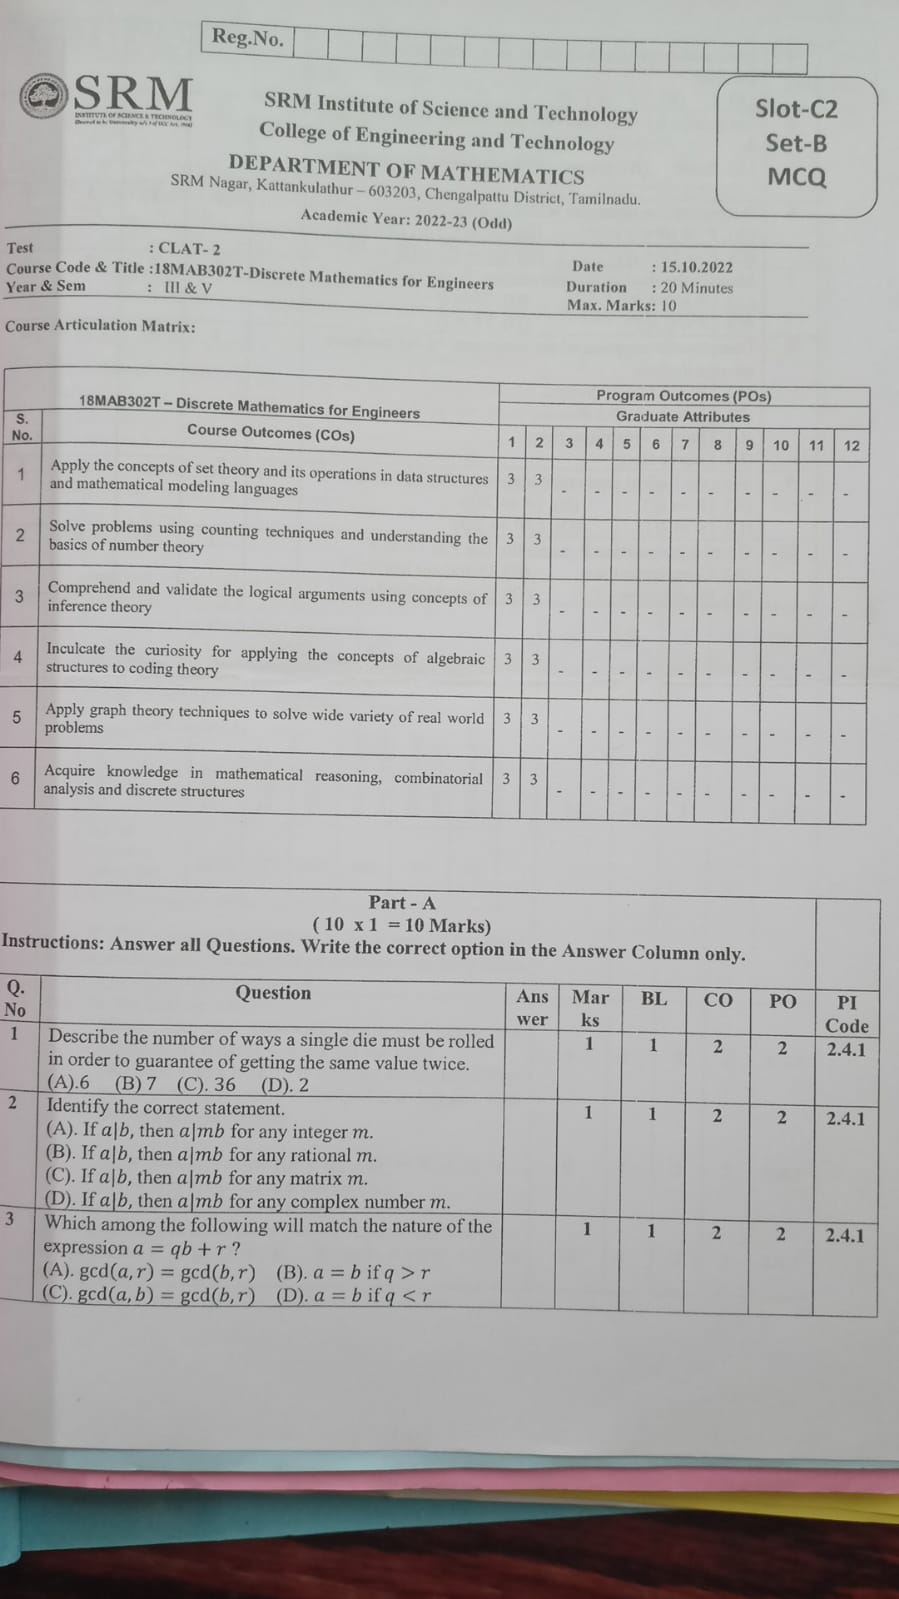 Reg.No.
SRM
INSTITUTE OF SCIENCE & TECHNOLOGY
SRM Institute of Science and Technology
College of Engineering and Technology
DEPARTMENT OF MATHEMATICS
SRM Nagar, Kattankulathur – 603203, Chengalpattu District, Tamilnadu.
Academic Year: 2022-23 (Odd)
Slot-C2
Set-B
MCQ
Test : CLAT- 2
Course Code & Title :18MAB302T-Discrete Mathematics for Engineers
Year & Sem : III & V
Date : 15.10.2022
Duration : 20 Minutes
Max. Marks: 10
Course Articulation Matrix:
18MAB302T – Discrete Mathematics for Engineers
Program Outcomes (POs)
Graduate Attributes
S. No. Course Outcomes (COs) 1 2 3 4 5 6 7 8 9 10 11 12
1 Apply the concepts of set theory and its operations in data structures 3 3 - - - - - - - - - -
and mathematical modeling languages
2 Solve problems using counting techniques and understanding the 3 3 - - - - - - - - - -
basics of number theory
3 Comprehend and validate the logical arguments using concepts of 3 3 - - - - - - - - - -
inference theory
4 Inculcate the curiosity for applying the concepts of algebraic 3 3 - - - - - - - - - -
structures to coding theory
5 Apply graph theory techniques to solve wide variety of real world 3 3 - - - - - - - - - -
problems
6 Acquire knowledge in mathematical reasoning, combinatorial 3 3 - - - - - - - - - -
analysis and discrete structures
Part - A
( 10 x 1 = 10 Marks)
Instructions: Answer all Questions. Write the correct option in the Answer Column only.
Q. No Question Ans wer Mar ks BL CO PO PI Code
1 Describe the number of ways a single die must be rolled 1 1 2 2 2.4.1
in order to guarantee of getting the same value twice.
(A).6 (B) 7 (C). 36 (D). 2
2 Identify the correct statement. 1 1 2 2 2.4.1
(A). If a|b, then a|mb for any integer m.
(B). If a|b, then a|mb for any rational m.
(C). If a|b, then a|mb for any matrix m.
(D). If a|b, then a|mb for any complex number m.
3 Which among the following will match the nature of the 1 1 2 2 2.4.1
expression a = qb + r ?
(A). gcd(a, r) = gcd(b, r) (B). a = b if q > r
(C). gcd(a, b) = gcd(b, r) (D). a = b if q < r